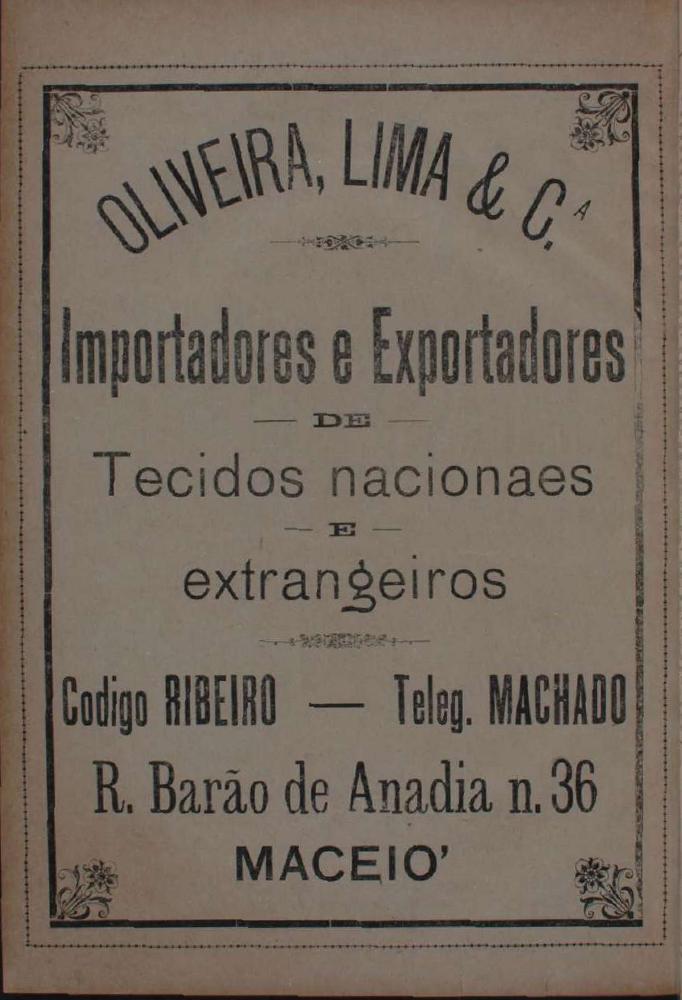 OLIVEIRA, LIMA & C.ᴬ
Importadores e Exportadores
— DE —
Tecidos nacionaes
— E —
extrangeiros
Codigo RIBEIRO — Teleg. MACHADO
R. Barão de Anadia n. 36
MACEIO'